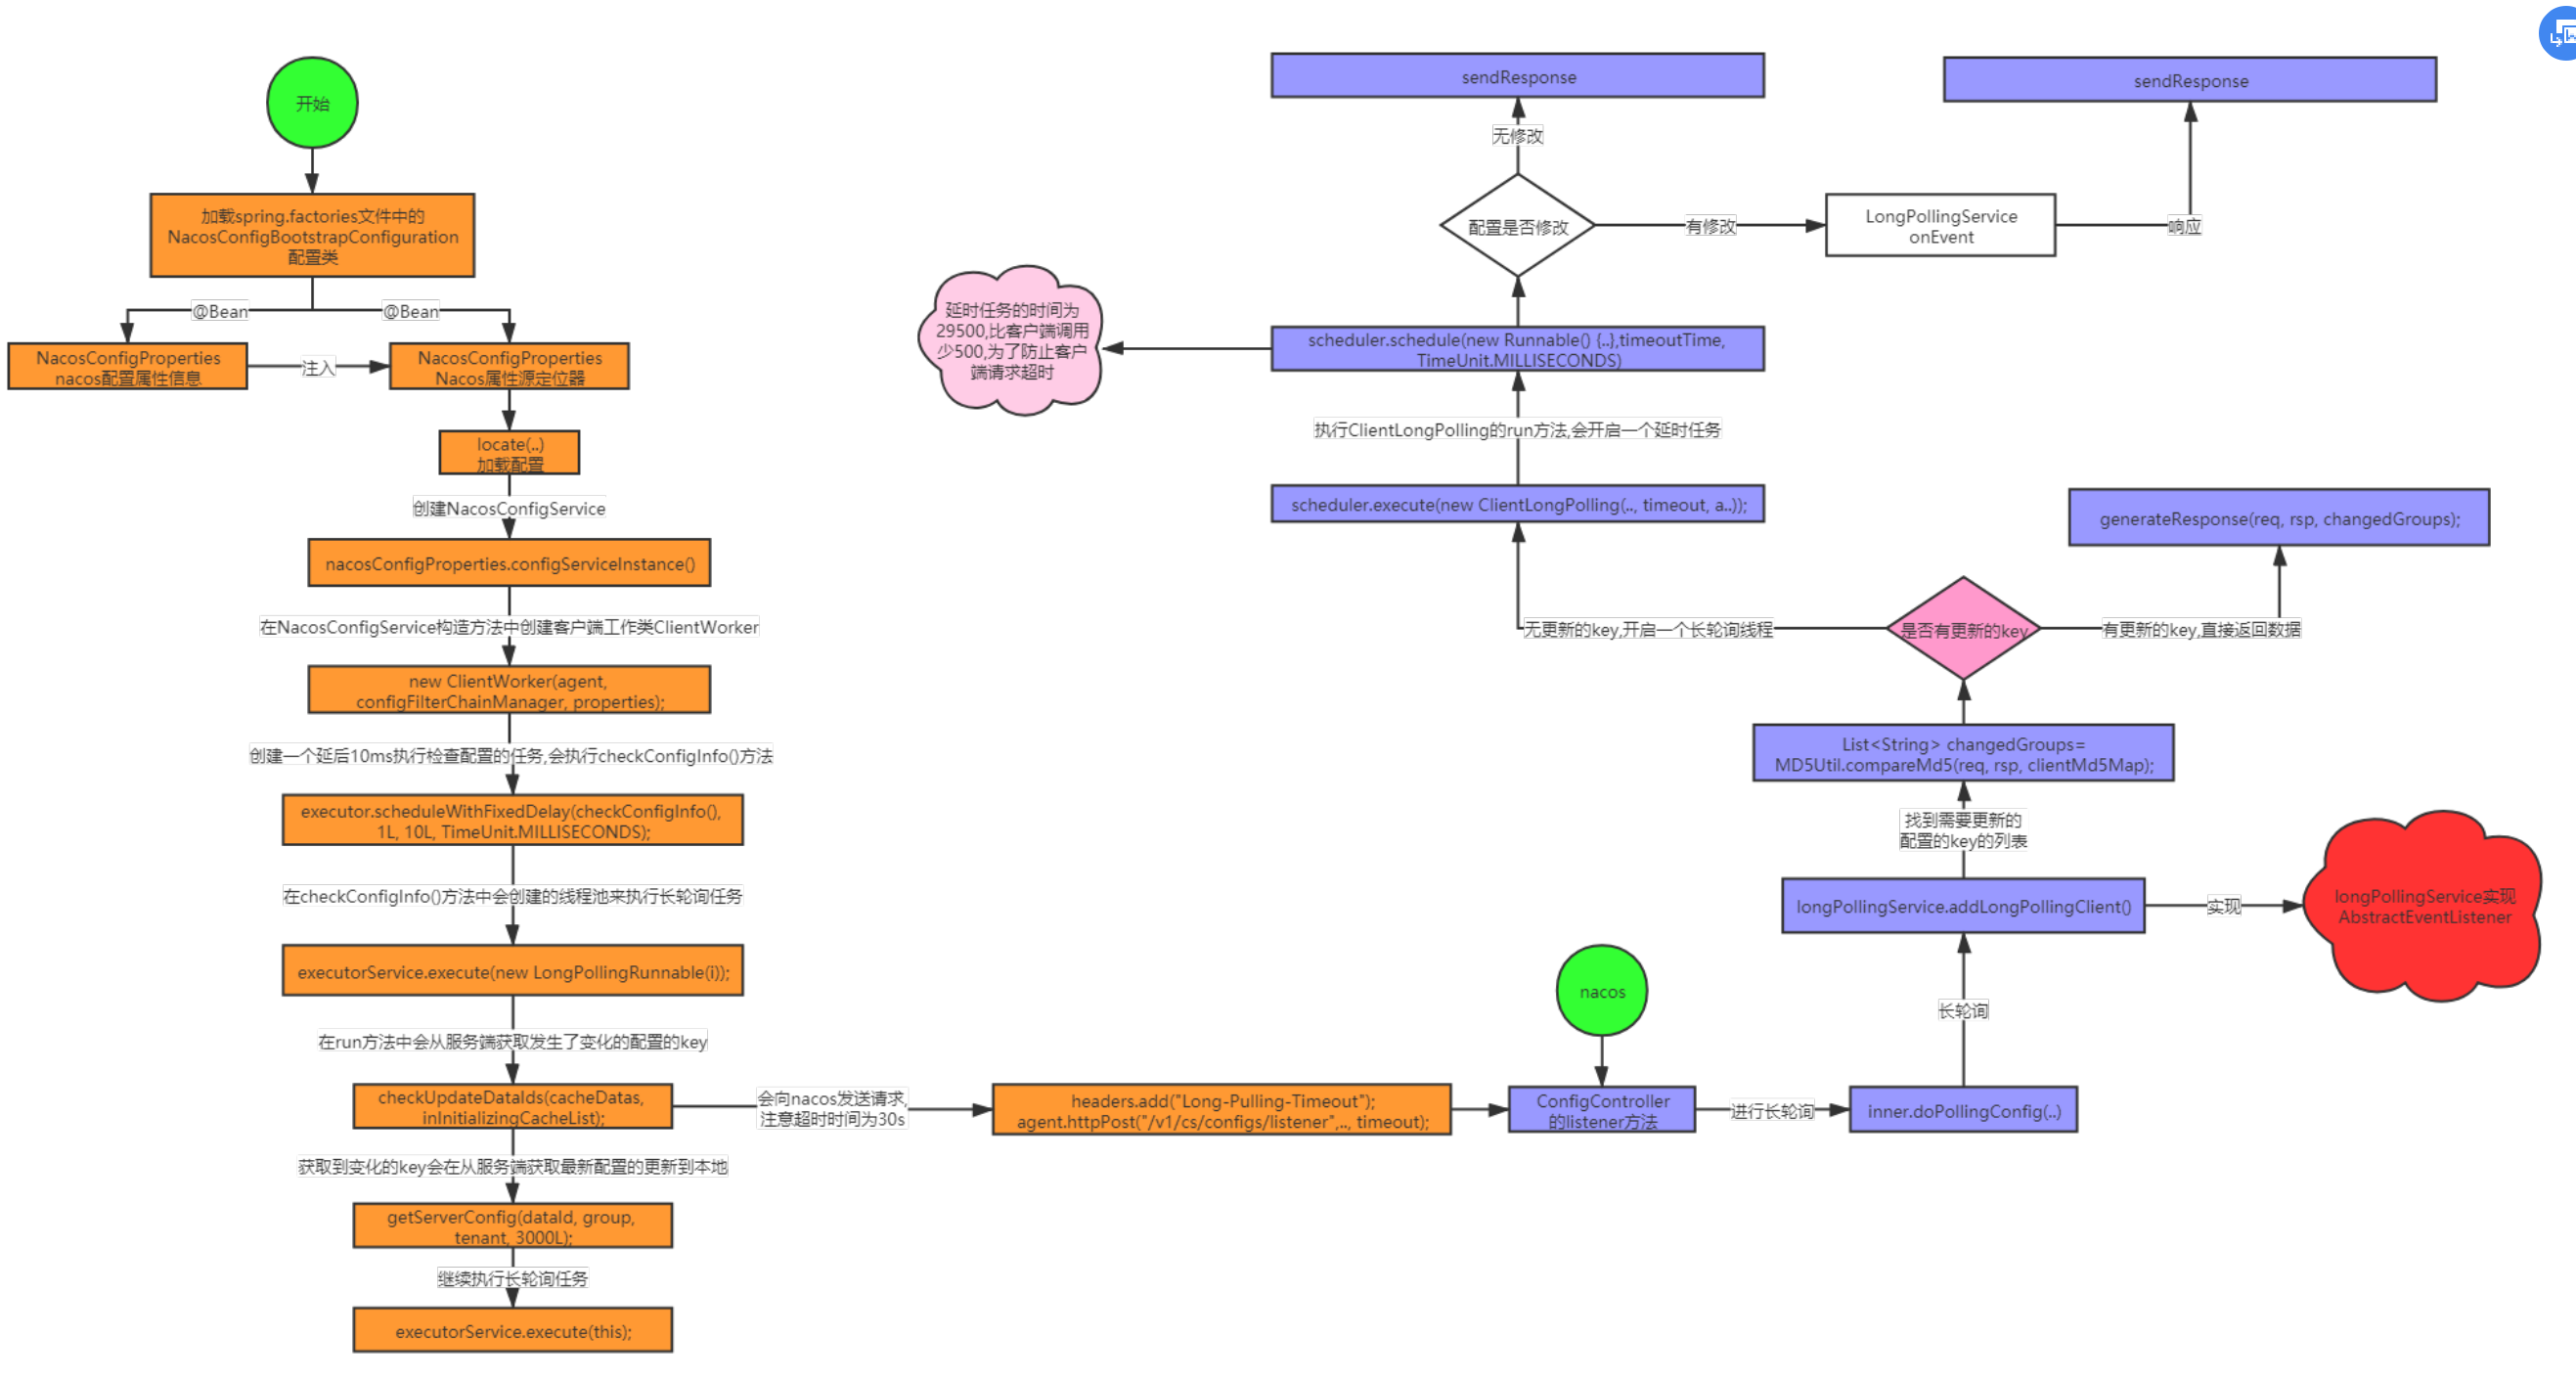 开始
加载spring.factories文件中的
NacosConfigBootstrapConfiguration
配置类
@Bean
@Bean
NacosConfigProperties
nacos配置属性信息
注入
NacosConfigProperties
Nacos属性源定位器
locate(..)
加载配置
创建NacosConfigService
nacosConfigProperties.configServiceInstance()
在NacosConfigService构造方法中创建客户端工作类ClientWorker
new ClientWorker(agent,
configFilterChainManager, properties);
创建一个延后10ms执行检查配置的任务,会执行checkConfigInfo()方法
executor.scheduleWithFixedDelay(checkConfigInfo(),
1L, 10L, TimeUnit.MILLISECONDS);
在checkConfigInfo()方法中会创建的线程池来执行长轮询任务
executorService.execute(new LongPollingRunnable(i));
在run方法中会从服务端获取发生了变化的配置的key
checkUpdateDataIds(cacheDatas,
inInitializingCacheList);
获取到变化的key会在从服务端获取最新配置的更新到本地
getServerConfig(dataId, group,
tenant, 3000L);
继续执行长轮询任务
executorService.execute(this);
会向nacos发送请求,
注意超时时间为30s
headers.add("Long-Pulling-Timeout");
agent.httpPost("/v1/cs/configs/listener",.., timeout);
nacos
ConfigController
的listener方法
进行长轮询
inner.doPollingConfig(..)
长轮询
longPollingService.addLongPollingClient()
实现
longPollingService实现
AbstractEventListener
找到需要更新的
配置的key的列表
List<String> changedGroups=
MD5Util.compareMd5(req, rsp, clientMd5Map);
是否有更新的key
有更新的key,直接返回数据
generateResponse(req, rsp, changedGroups);
无更新的key,开启一个长轮询线程
scheduler.execute(new ClientLongPolling(.., timeout, a..));
执行ClientLongPolling的run方法,会开启一个延时任务
scheduler.schedule(new Runnable() {..},timeoutTime,
TimeUnit.MILLISECONDS)
延时任务的时间为
29500,比客户端调用
少500,为了防止客户
端请求超时
配置是否修改
无修改
sendResponse
有修改
LongPollingService
onEvent
响应
sendResponse